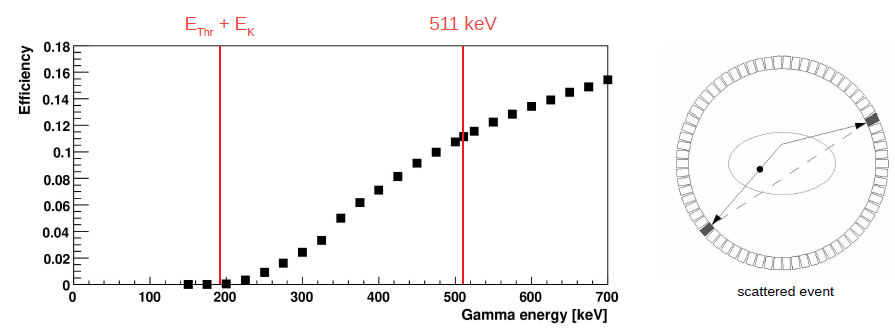 E_Thr + E_K
511 keV
Efficiency
0.18
0.16
0.14
0.12
0.1
0.08
0.06
0.04
0.02
0
0 100 200 300 400 500 600 700
Gamma energy [keV]
scattered event